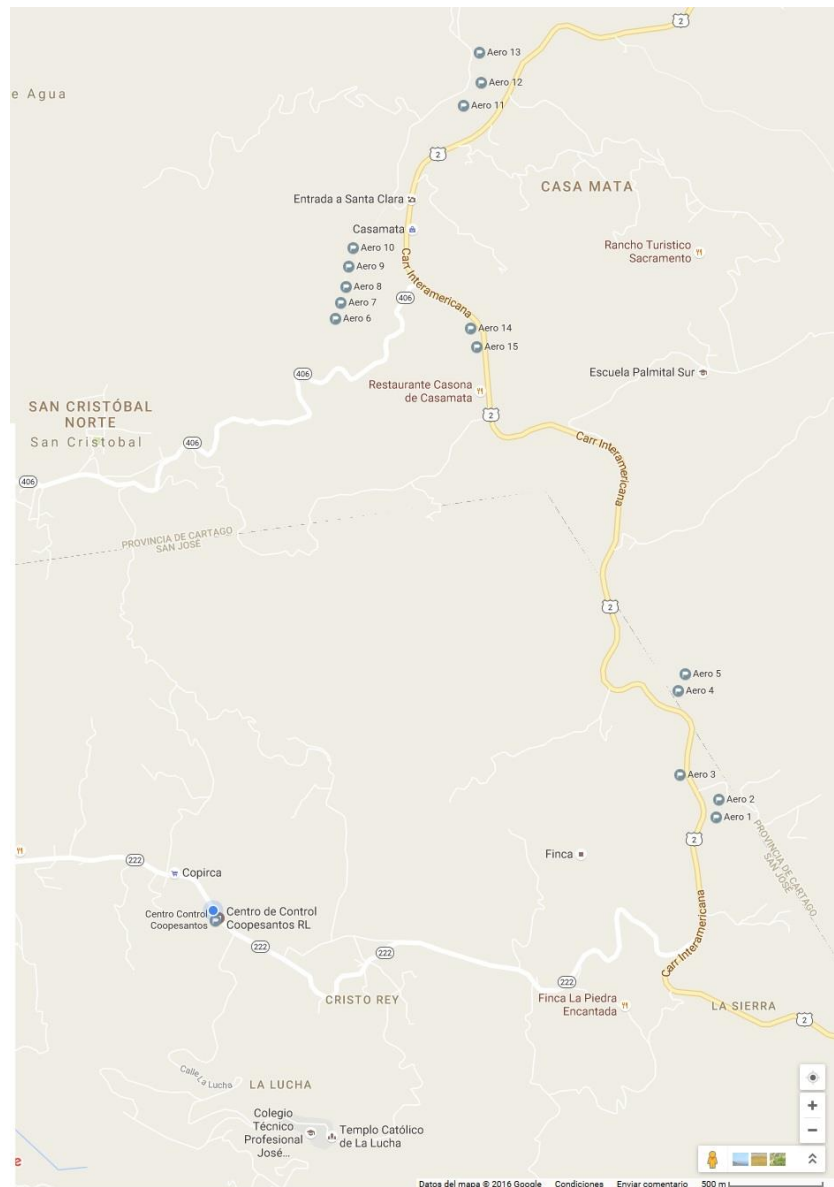 2
Aero 13
Aero 12
Aero 11
e Agua
2
CASA MATA
Entrada a Santa Clara
Casamata
Rancho Turistico
Sacramento
Aero 10
Aero 9
Aero 8
Aero 7
Aero 6
Carr Interamericana
406
Aero 14
Aero 15
Escuela Palmital Sur
406
Restaurante Casona
de Casamata
SAN CRISTÓBAL
NORTE
San Cristobal
2
406
Carr Interamericana
406
PROVINCIA DE CARTAGO
SAN JOSÉ
2
Aero 5
Aero 4
Aero 3
Aero 2
Aero 1
PROVINCIA DE CARTAGO
SAN JOSÉ
2
Finca
222
Copirca
Centro Control
Coopesantos
Centro de Control
Coopesantos RL
222
222
Carr Interamericana
222
CRISTO REY
Finca La Piedra
Encantada
LA SIERRA
2
Calle La Lucha
LA LUCHA
Colegio
Técnico
Profesional
José...
Templo Católico
de La Lucha
Datos del mapa © 2016 Google Condiciones Enviar comentario 500 m